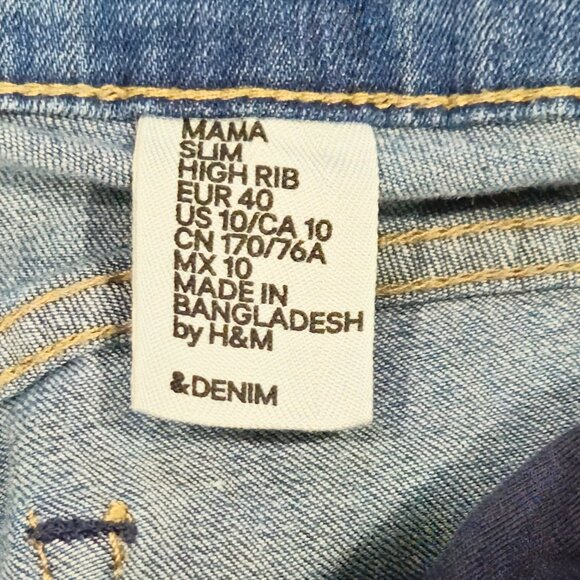 MAMA
SLIM
HIGH RIB
EUR 40
US 10/CA 10
CN 170/76A
MX 10
MADE IN
BANGLADESH
by H&M
&DENIM